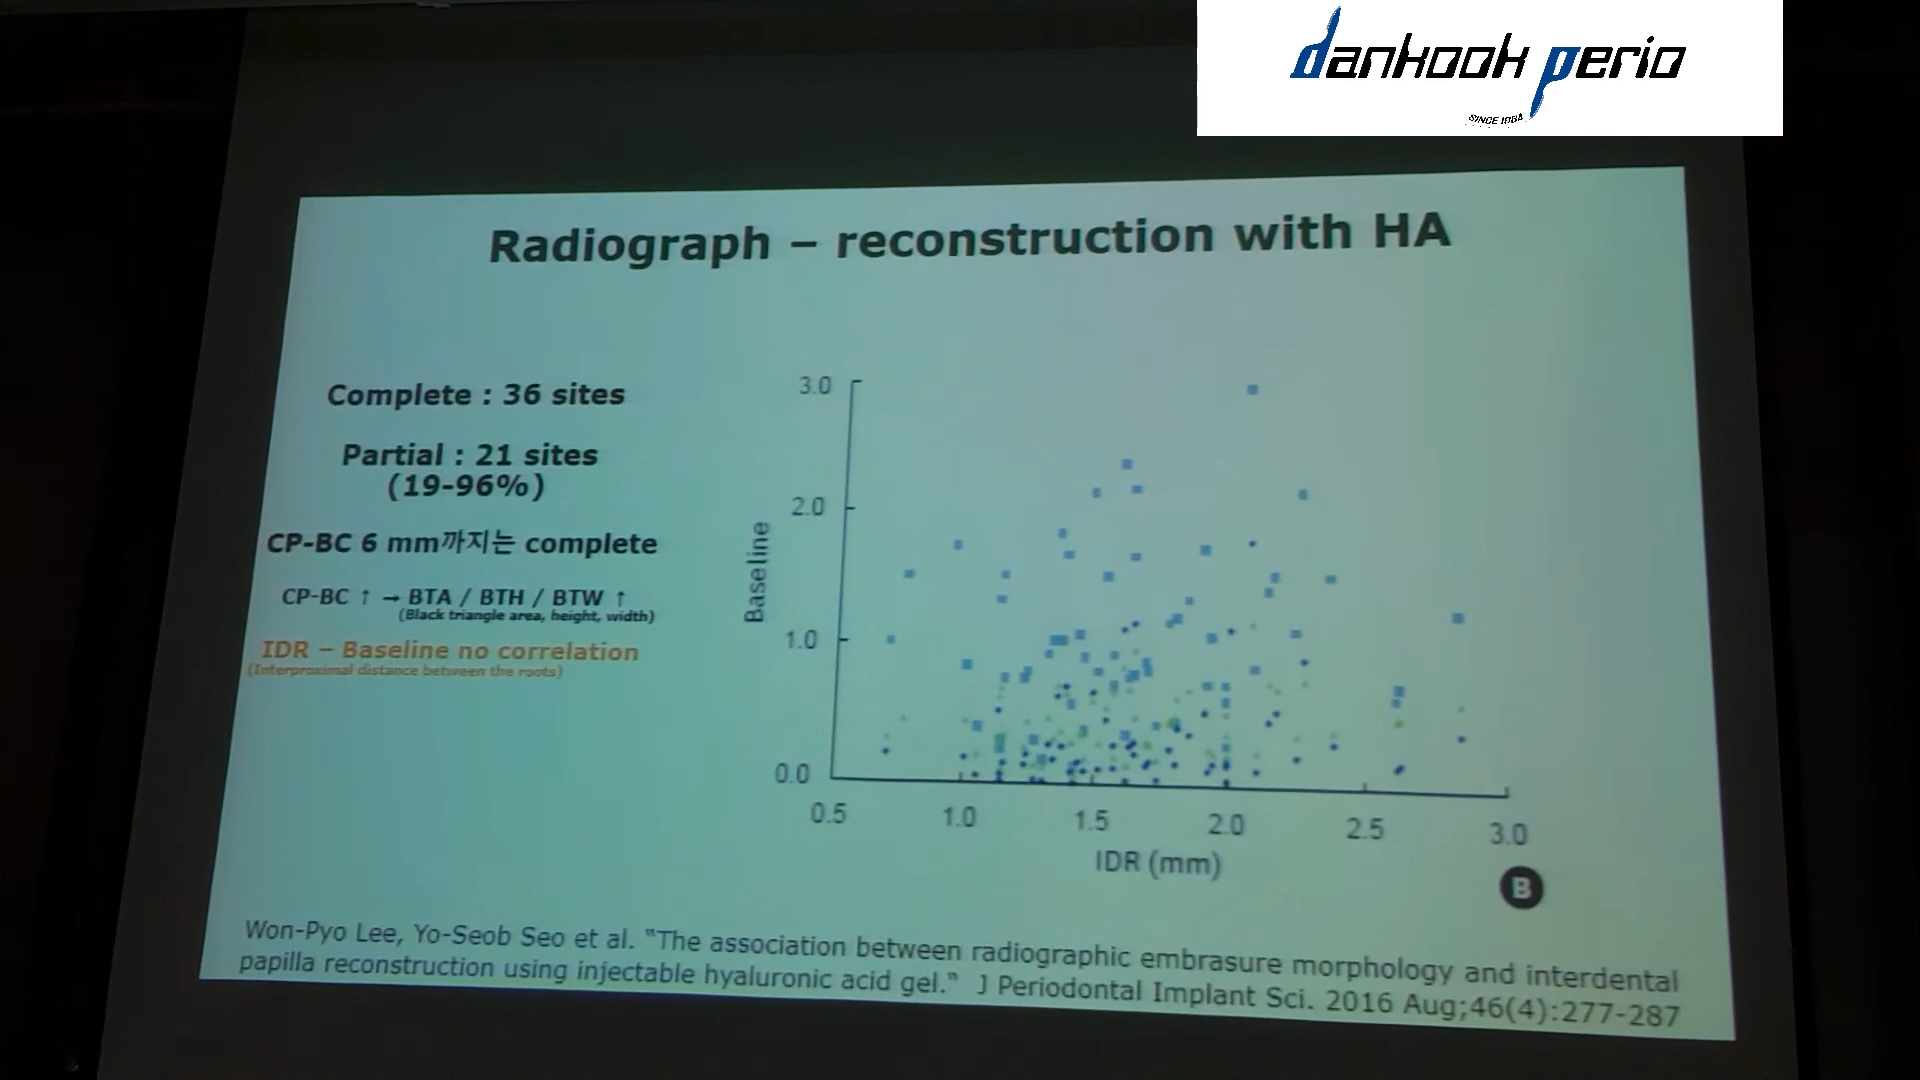 dankook perio
SINCE 1984
Radiograph – reconstruction with HA
Complete : 36 sites
Partial : 21 sites
(19-96%)
CP-BC 6 mm까지는 complete
CP-BC ↑ → BTA / BTH / BTW ↑
(Black triangle area, height, width)
IDR – Baseline no correlation
(Interproximal distance between the roots)
3.0
2.0
1.0
0.0
Baseline
0.5 1.0 1.5 2.0 2.5 3.0
IDR (mm)
B
Won-Pyo Lee, Yo-Seob Seo et al. "The association between radiographic embrasure morphology and interdental
papilla reconstruction using injectable hyaluronic acid gel." J Periodontal Implant Sci. 2016 Aug;46(4):277-287